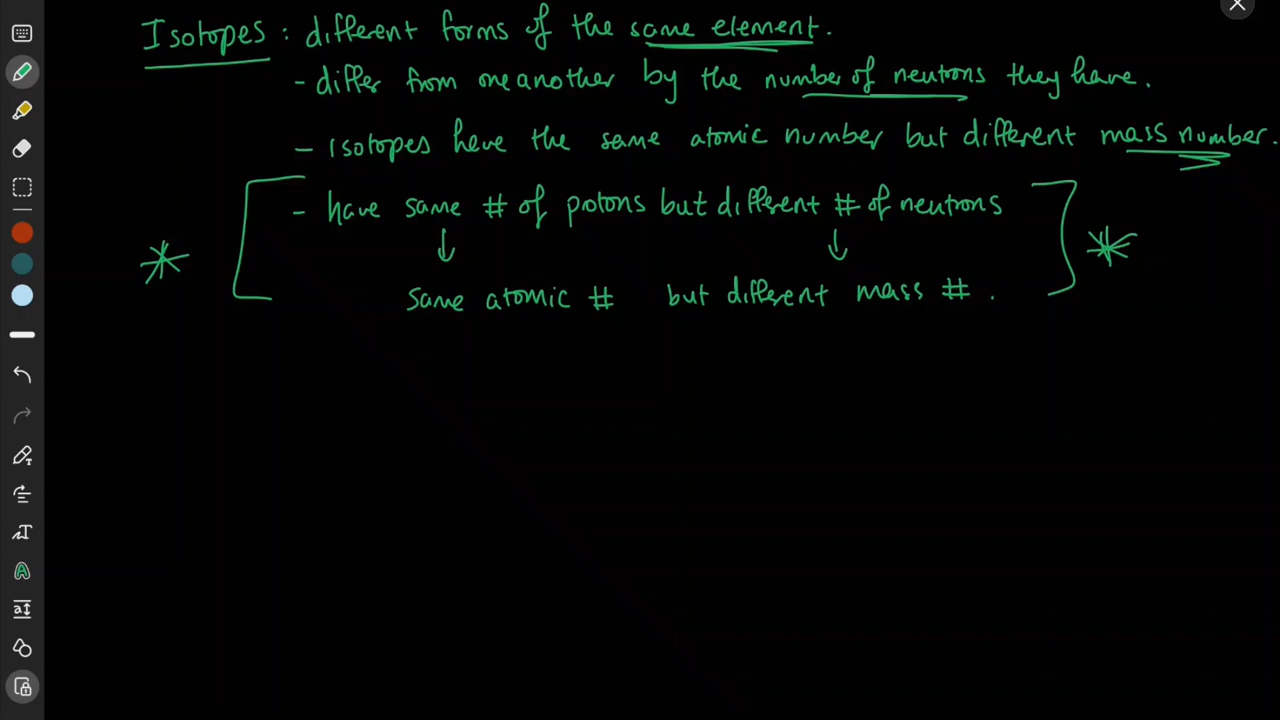 Isotopes : different forms of the same element.
- differ from one another by the number of neutrons they have.
- isotopes have the same atomic number but different mass number.
- have same # of protons but different # of neutrons
same atomic # but different mass # .